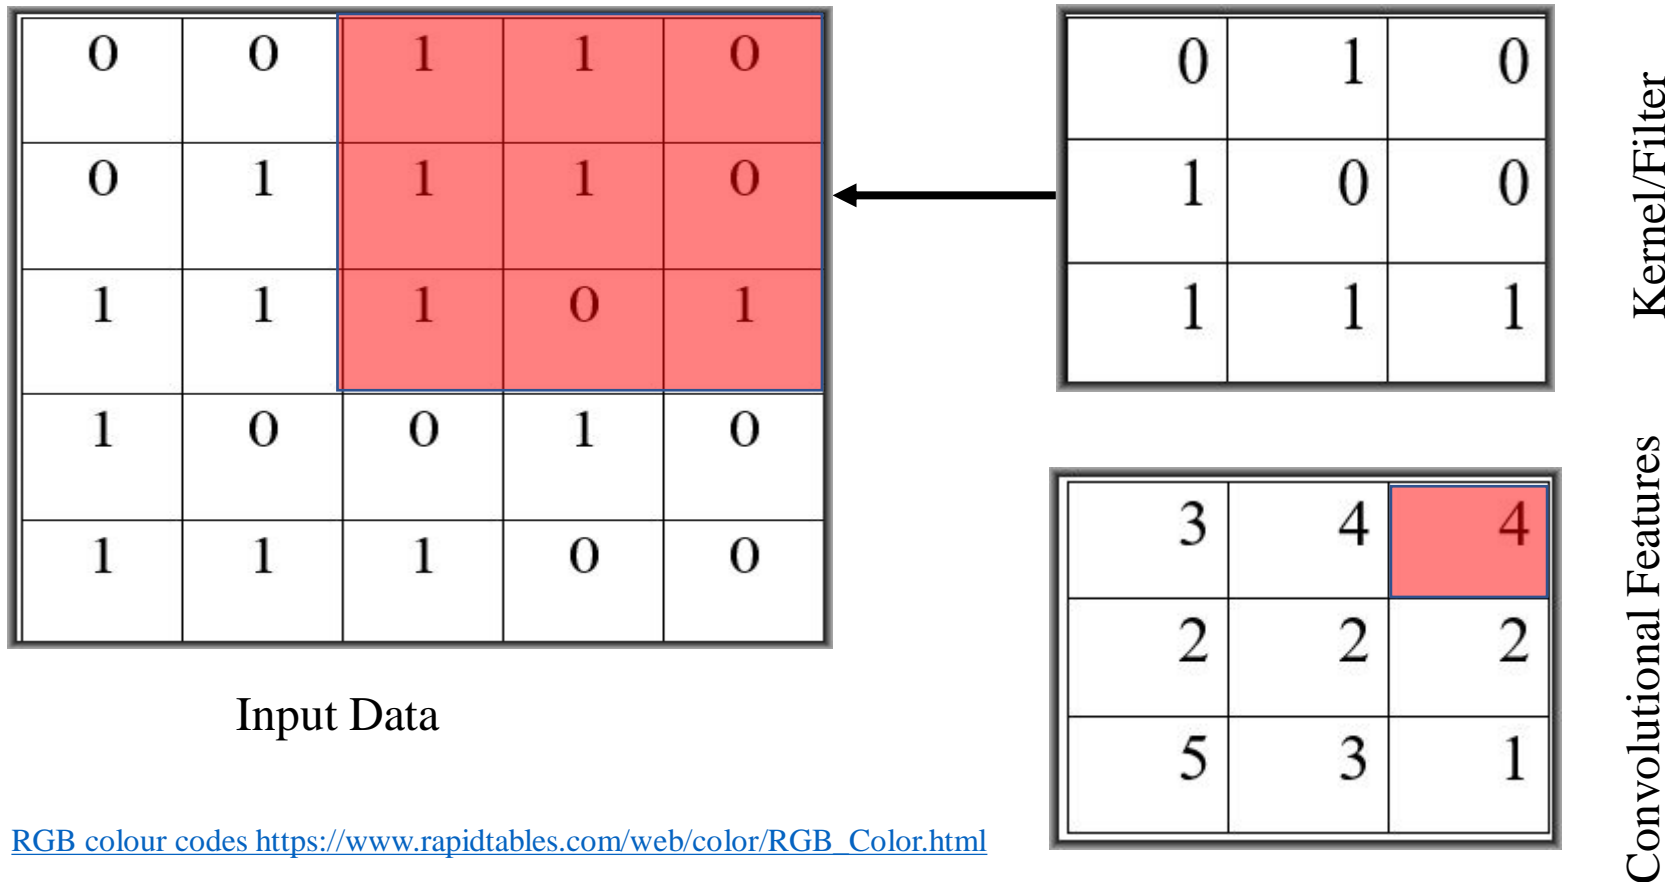 0 0 1 1 0
0 1 1 1 0
1 1 1 0 1
1 0 0 1 0
1 1 1 0 0
Input Data
0 1 0
1 0 0
1 1 1
Kernel/Filter
3 4 4
2 2 2
5 3 1
Convolutional Features
RGB colour codes https://www.rapidtables.com/web/color/RGB_Color.html